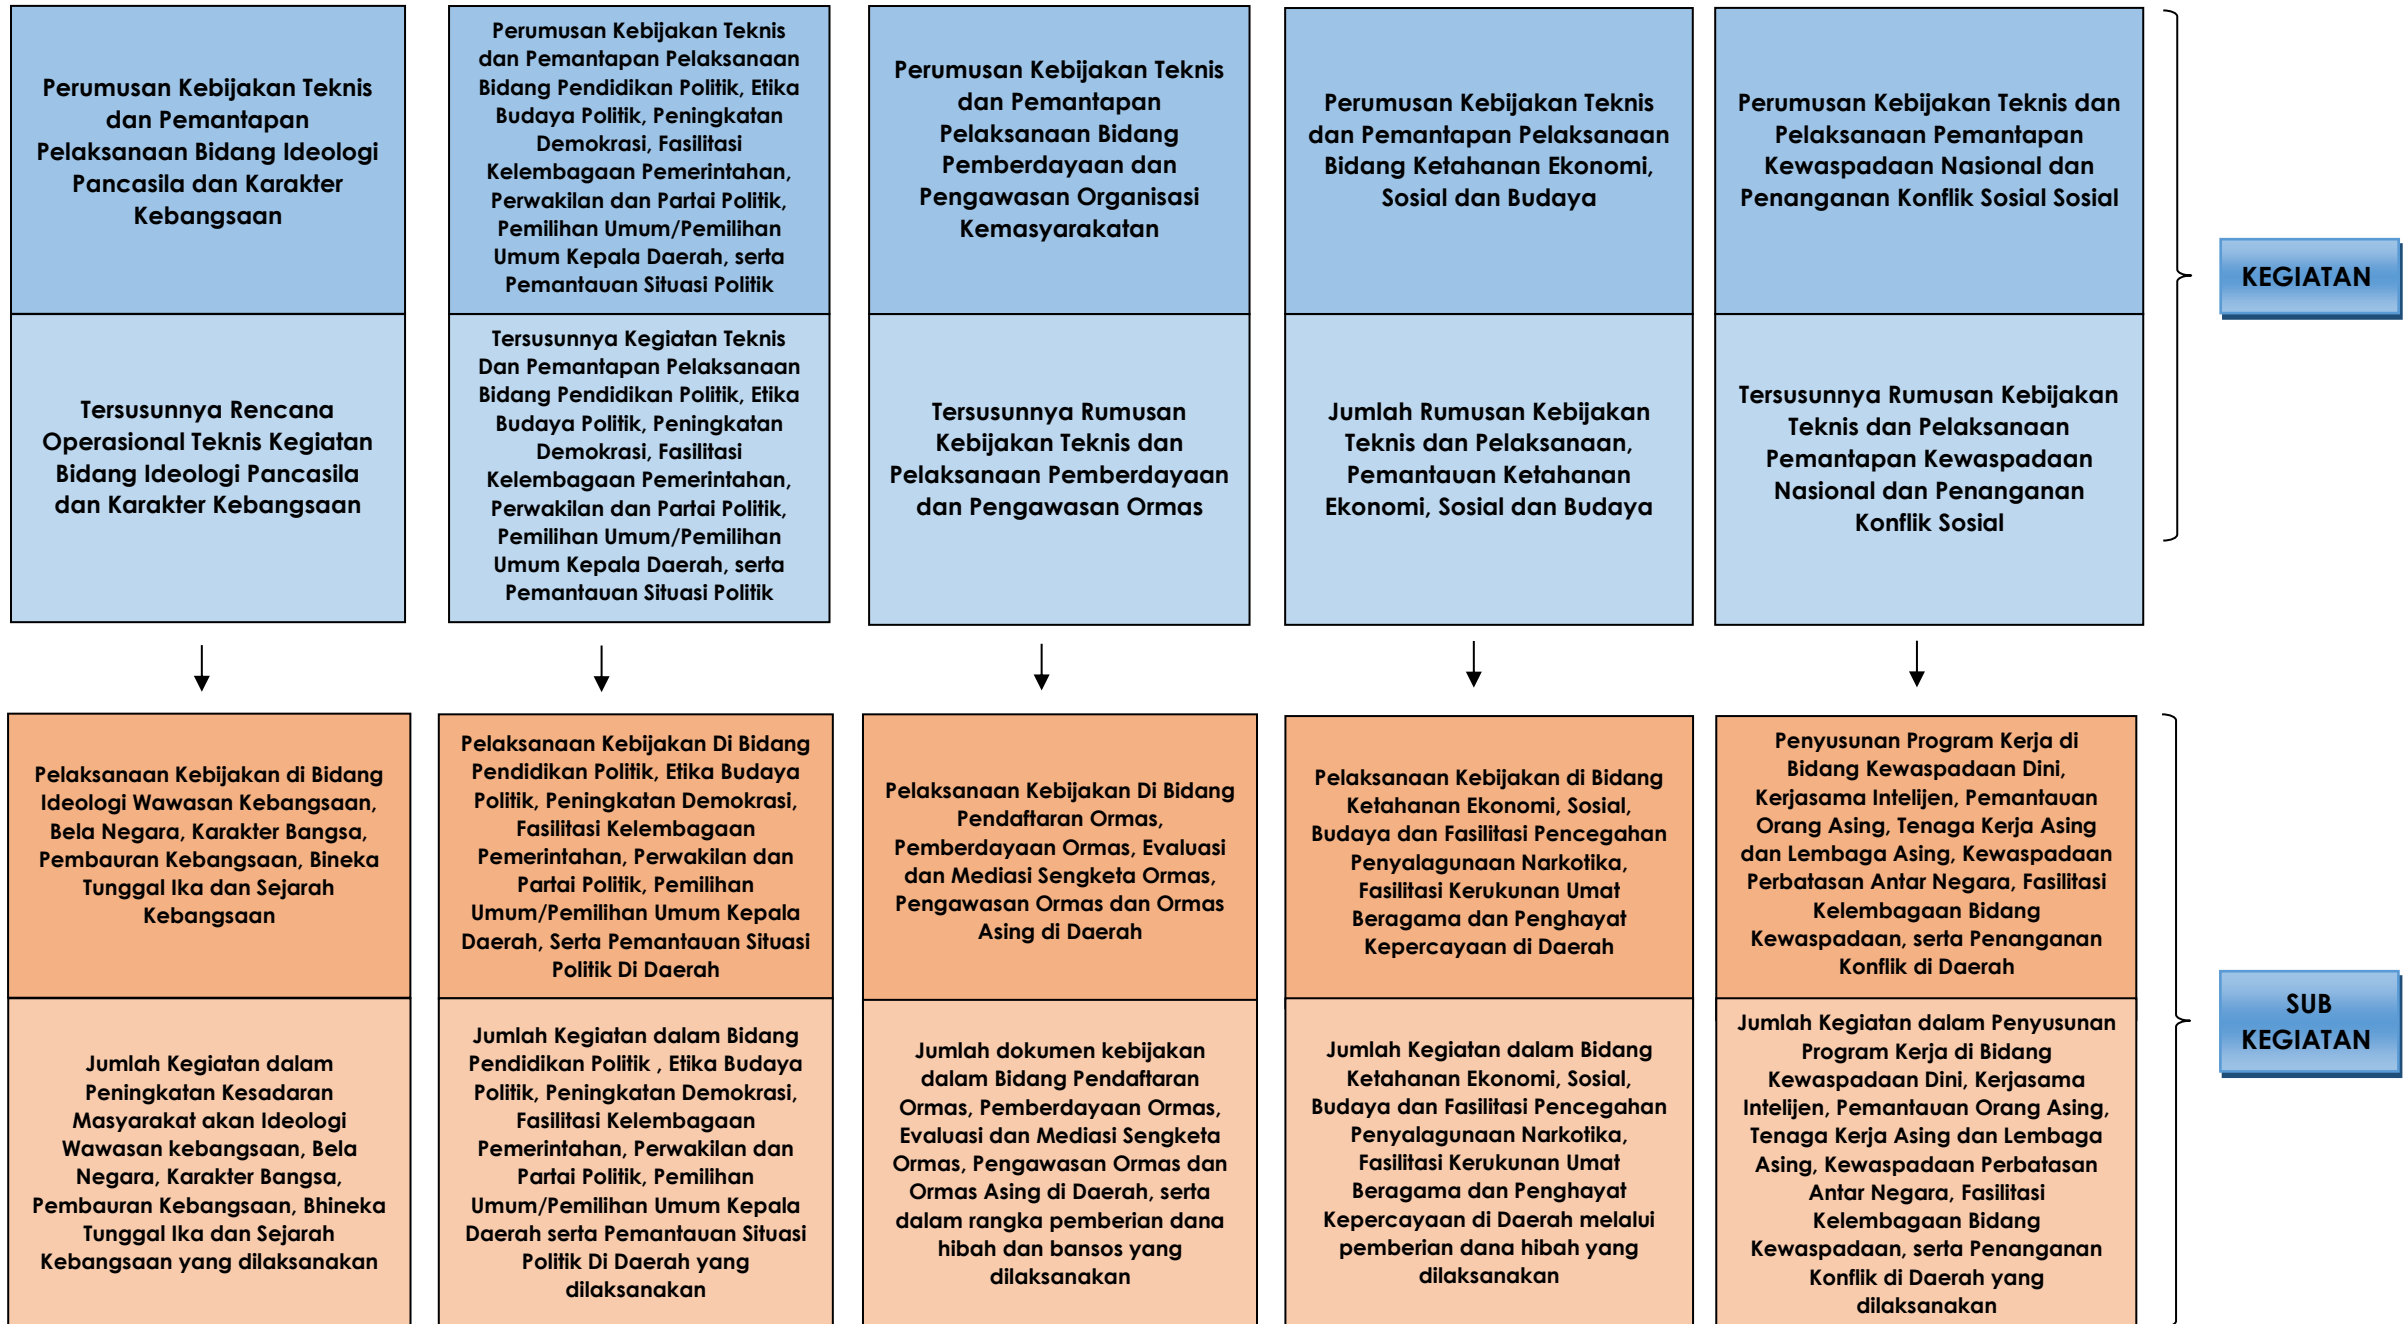 Perumusan Kebijakan Teknis
dan Pemantapan
Pelaksanaan Bidang Ideologi
Pancasila dan Karakter
Kebangsaan
Perumusan Kebijakan Teknis
dan Pemantapan Pelaksanaan
Bidang Pendidikan Politik, Etika
Budaya Politik, Peningkatan
Demokrasi, Fasilitasi
Kelembagaan Pemerintahan,
Perwakilan dan Partai Politik,
Pemilihan Umum/Pemilihan
Umum Kepala Daerah, serta
Pemantauan Situasi Politik
Perumusan Kebijakan Teknis
dan Pemantapan
Pelaksanaan Bidang
Pemberdayaan dan
Pengawasan Organisasi
Kemasyarakatan
Perumusan Kebijakan Teknis
dan Pemantapan Pelaksanaan
Bidang Ketahanan Ekonomi,
Sosial dan Budaya
Perumusan Kebijakan Teknis dan
Pelaksanaan Pemantapan
Kewaspadaan Nasional dan
Penanganan Konflik Sosial Sosial
KEGIATAN
Tersusunnya Rencana
Operasional Teknis Kegiatan
Bidang Ideologi Pancasila
dan Karakter Kebangsaan
Tersusunnya Kegiatan Teknis
Dan Pemantapan Pelaksanaan
Bidang Pendidikan Politik, Etika
Budaya Politik, Peningkatan
Demokrasi, Fasilitasi
Kelembagaan Pemerintahan,
Perwakilan dan Partai Politik,
Pemilihan Umum/Pemilihan
Umum Kepala Daerah, serta
Pemantauan Situasi Politik
Tersusunnya Rumusan
Kebijakan Teknis dan
Pelaksanaan Pemberdayaan
dan Pengawasan Ormas
Jumlah Rumusan Kebijakan
Teknis dan Pelaksanaan,
Pemantauan Ketahanan
Ekonomi, Sosial dan Budaya
Tersusunnya Rumusan Kebijakan
Teknis dan Pelaksanaan
Pemantapan Kewaspadaan
Nasional dan Penanganan
Konflik Sosial
Pelaksanaan Kebijakan di Bidang
Ideologi Wawasan Kebangsaan,
Bela Negara, Karakter Bangsa,
Pembauran Kebangsaan, Bineka
Tunggal Ika dan Sejarah
Kebangsaan
Pelaksanaan Kebijakan Di Bidang
Pendidikan Politik, Etika Budaya
Politik, Peningkatan Demokrasi,
Fasilitasi Kelembagaan
Pemerintahan, Perwakilan dan
Partai Politik, Pemilihan
Umum/Pemilihan Umum Kepala
Daerah, Serta Pemantauan Situasi
Politik Di Daerah
Pelaksanaan Kebijakan Di Bidang
Pendaftaran Ormas,
Pemberdayaan Ormas, Evaluasi
dan Mediasi Sengketa Ormas,
Pengawasan Ormas dan Ormas
Asing di Daerah
Pelaksanaan Kebijakan di Bidang
Ketahanan Ekonomi, Sosial,
Budaya dan Fasilitasi Pencegahan
Penyalagunaan Narkotika,
Fasilitasi Kerukunan Umat
Beragama dan Penghayat
Kepercayaan di Daerah
Penyusunan Program Kerja di
Bidang Kewaspadaan Dini,
Kerjasama Intelijen, Pemantauan
Orang Asing, Tenaga Kerja Asing
dan Lembaga Asing, Kewaspadaan
Perbatasan Antar Negara, Fasilitasi
Kelembagaan Bidang
Kewaspadaan, serta Penanganan
Konflik di Daerah
SUB
KEGIATAN
Jumlah Kegiatan dalam
Peningkatan Kesadaran
Masyarakat akan Ideologi
Wawasan kebangsaan, Bela
Negara, Karakter Bangsa,
Pembauran Kebangsaan, Bhineka
Tunggal Ika dan Sejarah
Kebangsaan yang dilaksanakan
Jumlah Kegiatan dalam Bidang
Pendidikan Politik , Etika Budaya
Politik, Peningkatan Demokrasi,
Fasilitasi Kelembagaan
Pemerintahan, Perwakilan dan
Partai Politik, Pemilihan
Umum/Pemilihan Umum Kepala
Daerah serta Pemantauan Situasi
Politik Di Daerah yang
dilaksanakan
Jumlah dokumen kebijakan
dalam Bidang Pendaftaran
Ormas, Pemberdayaan Ormas,
Evaluasi dan Mediasi Sengketa
Ormas, Pengawasan Ormas dan
Ormas Asing di Daerah, serta
dalam rangka pemberian dana
hibah dan bansos yang
dilaksanakan
Jumlah Kegiatan dalam Bidang
Ketahanan Ekonomi, Sosial,
Budaya dan Fasilitasi Pencegahan
Penyalagunaan Narkotika,
Fasilitasi Kerukunan Umat
Beragama dan Penghayat
Kepercayaan di Daerah melalui
pemberian dana hibah yang
dilaksanakan
Jumlah Kegiatan dalam Penyusunan
Program Kerja di Bidang
Kewaspadaan Dini, Kerjasama
Intelijen, Pemantauan Orang Asing,
Tenaga Kerja Asing dan Lembaga
Asing, Kewaspadaan Perbatasan
Antar Negara, Fasilitasi
Kelembagaan Bidang
Kewaspadaan, serta Penanganan
Konflik di Daerah yang
dilaksanakan